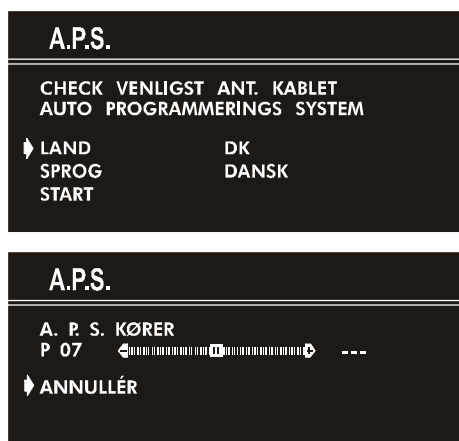 A.P.S.
CHECK VENLIGST ANT. KABLET
AUTO PROGRAMMERINGS SYSTEM
LAND DK
SPROG DANSK
START
A.P.S.
A. P. S. KØRER
P 07 ---
ANNULLÉR